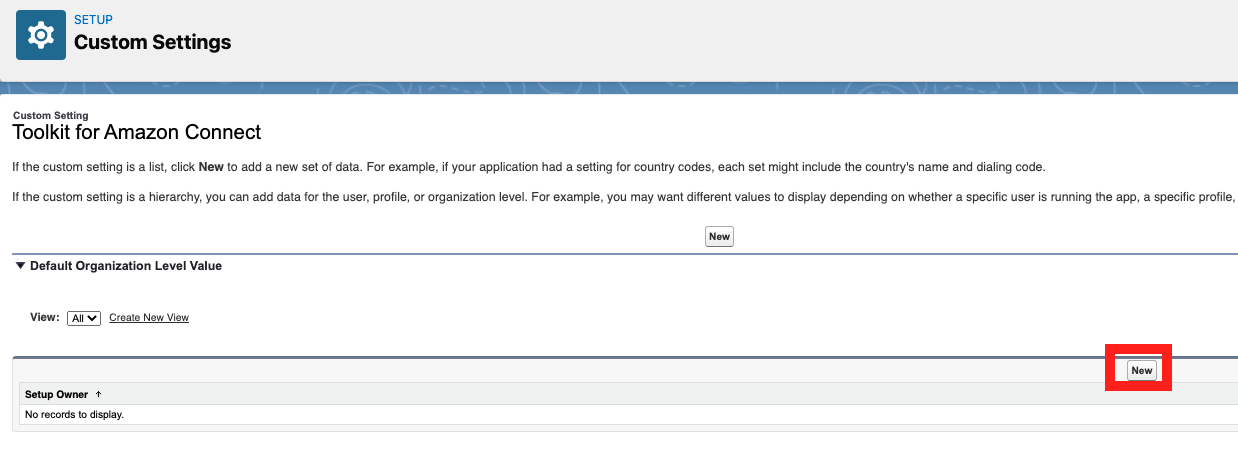 SETUP
Custom Settings
Custom Setting
Toolkit for Amazon Connect
If the custom setting is a list, click New to add a new set of data. For example, if your application had a setting for country codes, each set might include the country's name and dialing code.
If the custom setting is a hierarchy, you can add data for the user, profile, or organization level. For example, you may want different values to display depending on whether a specific user is running the app, a specific profile,
New
Default Organization Level Value
View: All Create New View
New
Setup Owner ↑
No records to display.